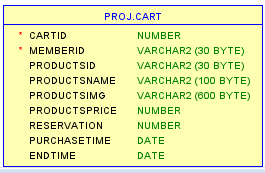 PROJ.CART
* CARTID NUMBER
* MEMBERID VARCHAR2 (30 BYTE)
PRODUCTSID VARCHAR2 (30 BYTE)
PRODUCTSNAME VARCHAR2 (100 BYTE)
PRODUCTSIMG VARCHAR2 (600 BYTE)
PRODUCTSPRICE NUMBER
RESERVATION NUMBER
PURCHASETIME DATE
ENDTIME DATE